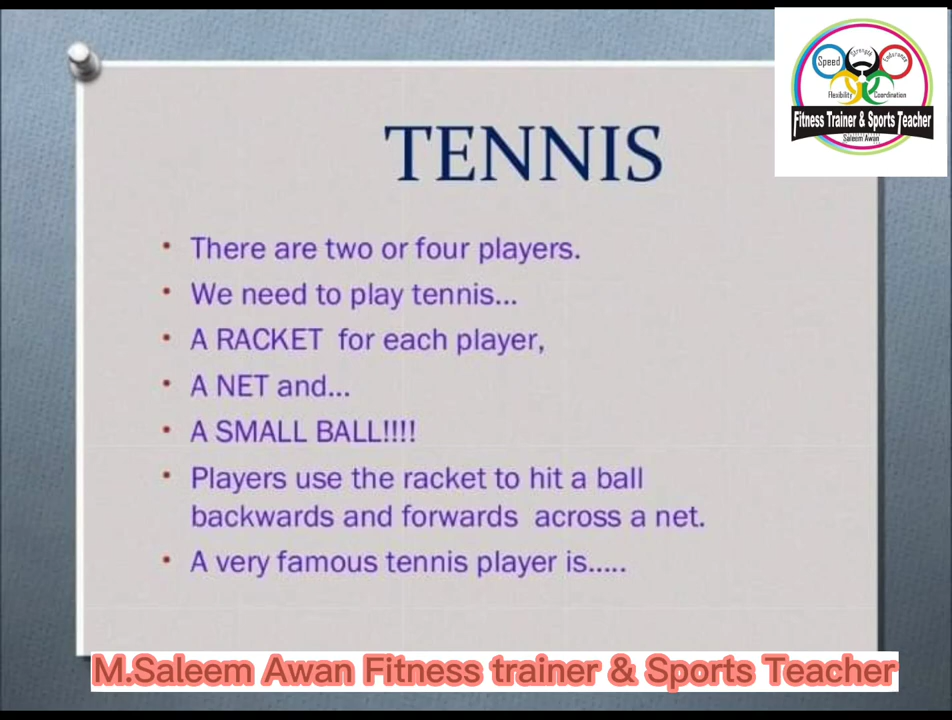 Speed
Strength
Endurance
Flexibility
Coordination
Fitness Trainer & Sports Teacher
Saleem Awan
TENNIS
• There are two or four players.
• We need to play tennis...
• A RACKET for each player,
• A NET and...
• A SMALL BALL!!!!
• Players use the racket to hit a ball
backwards and forwards across a net.
• A very famous tennis player is.....
M.Saleem Awan Fitness trainer & Sports Teacher